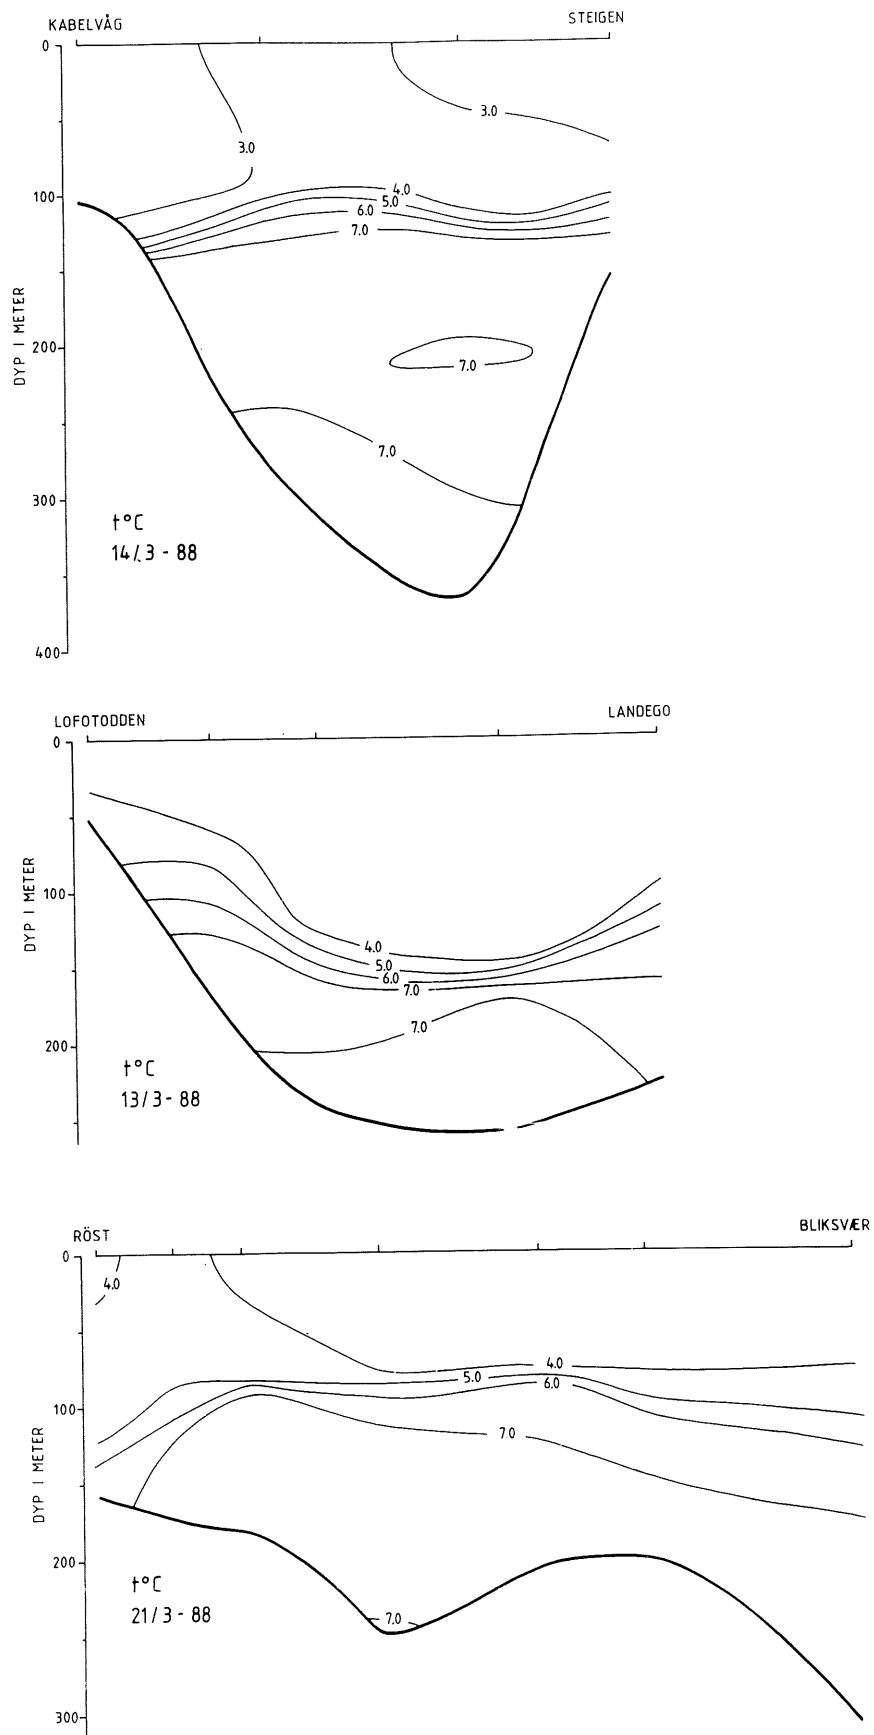 KABELVÅG STEIGEN
0
3.0
3.0
100
4.0
5.0
6.0
7.0
DYP I METER
200
7.0
7.0
300
t°C
14/3 - 88
400
LOFOTODDEN LANDEGO
0
100
DYP I METER
4.0
5.0
6.0
7.0
7.0
200
t°C
13/3 - 88
RÖST BLIKSVÆR
0
4.0
4.0
5.0
6.0
100
7.0
DYP I METER
200
t°C
21/3 - 88
7.0
300